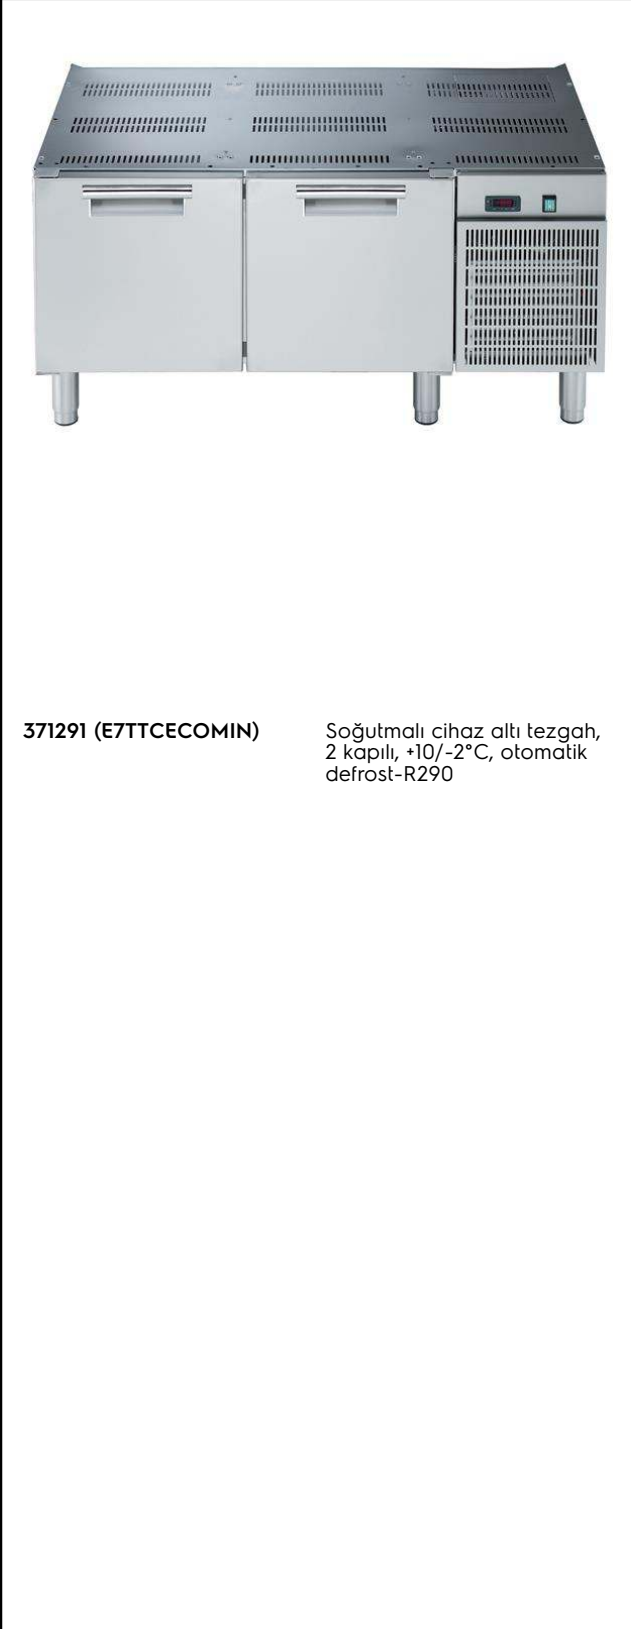 371291 (E7TTCECOMIN)
Soğutmalı cihaz altı tezgah,
2 kapılı, +10/-2°C, otomatik
defrost-R290